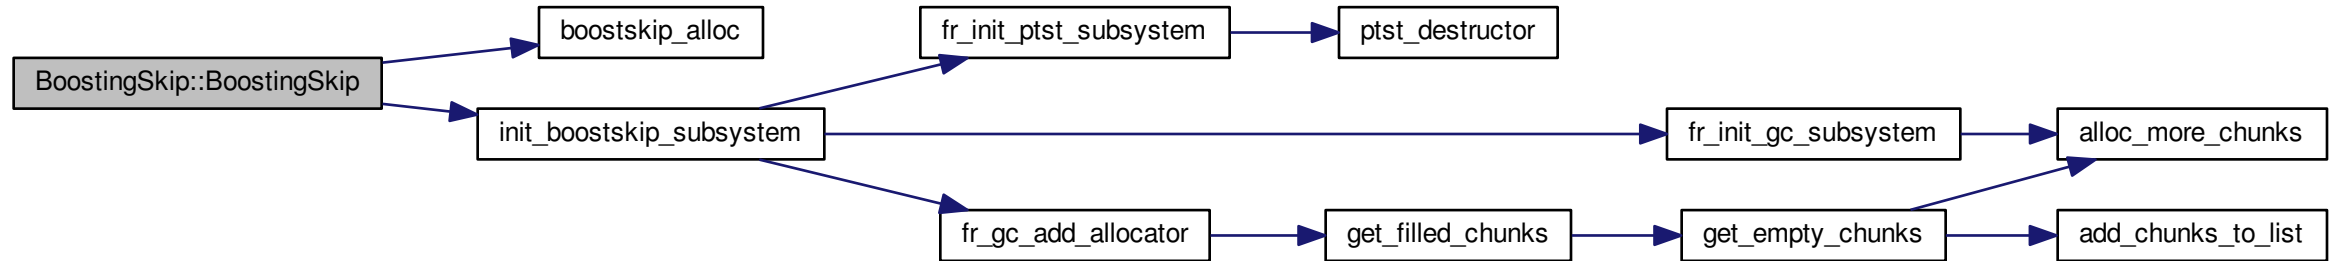 boostskip_alloc
fr_init_ptst_subsystem
ptst_destructor
BoostingSkip::BoostingSkip
init_boostskip_subsystem
fr_init_gc_subsystem
alloc_more_chunks
fr_gc_add_allocator
get_filled_chunks
get_empty_chunks
add_chunks_to_list